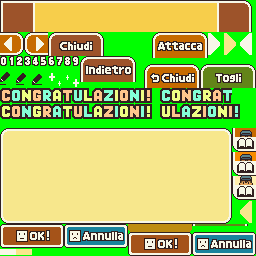 Chiudi Attacca
0123456789 Indietro
Chiudi Togli
CONGRATULAZIONI! CONGRAT
CONGRATULAZIONI! ULAZIONI!
OK! Annulla
OK! Annulla